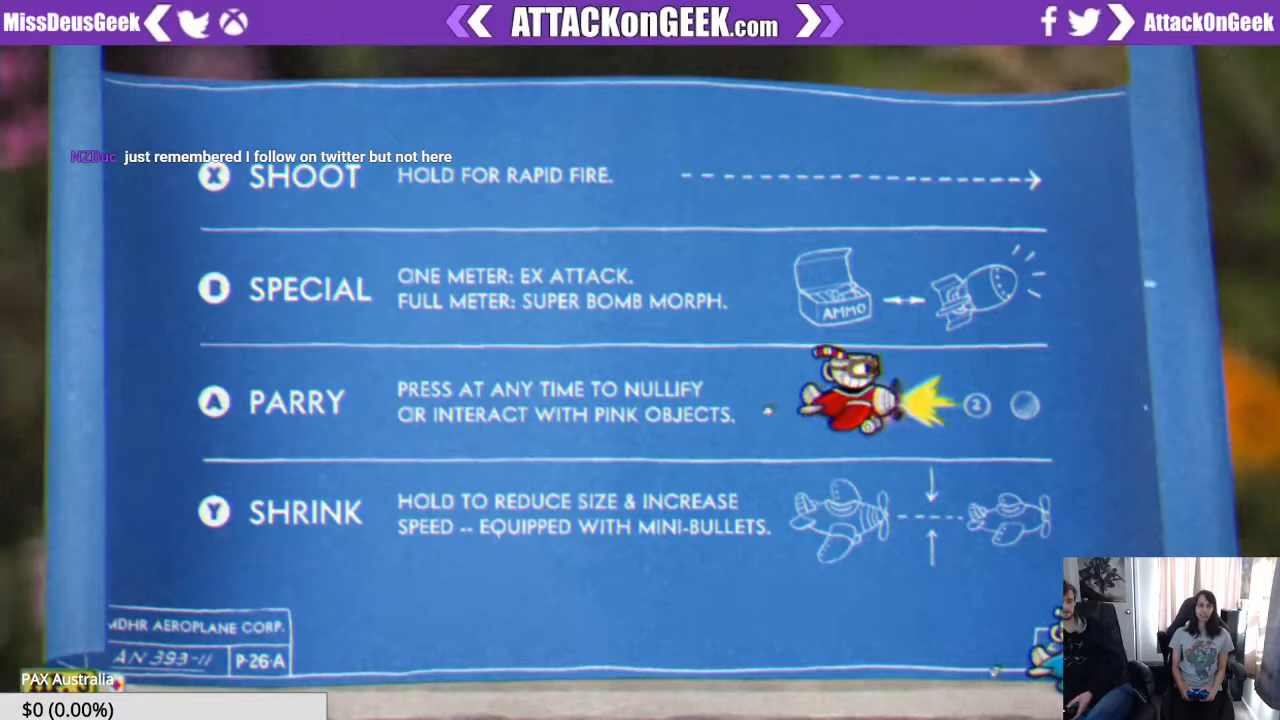 MissDeusGeek
ATTACKonGEEK.com
AttackOnGeek
NZBuc just remembered I follow on twitter but not here
X SHOOT HOLD FOR RAPID FIRE.
B SPECIAL ONE METER: EX ATTACK.
FULL METER: SUPER BOMB MORPH.
AMMO
A PARRY PRESS AT ANY TIME TO NULLIFY
OR INTERACT WITH PINK OBJECTS.
2
Y SHRINK HOLD TO REDUCE SIZE & INCREASE
SPEED -- EQUIPPED WITH MINI-BULLETS.
MDHR AEROPLANE CORP.
AN 393-11 P-26-A
PAX Australia
$0 (0.00%)